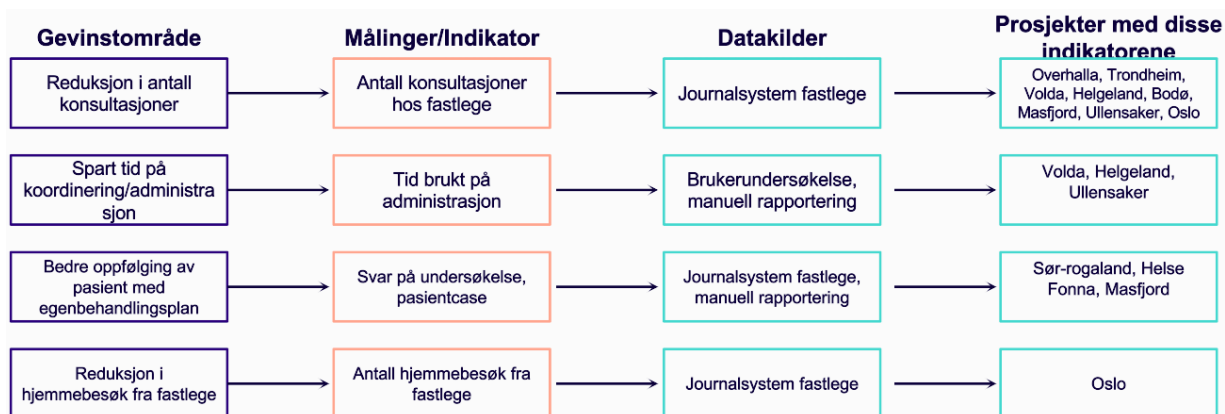 Gevinstområde
Målinger/Indikator
Datakilder
Prosjekter med disse
indikatorene
Reduksjon i antall
konsultasjoner
Antall konsultasjoner
hos fastlege
Journalsystem fastlege
Overhalla, Trondheim,
Volda, Helgeland, Bodø,
Masfjord, Ullensaker, Oslo
Spart tid på
koordinering/administra
sjon
Tid brukt på
administrasjon
Brukerundersøkelse,
manuell rapportering
Volda, Helgeland,
Ullensaker
Bedre oppfølging av
pasient med
egenbehandlingsplan
Svar på undersøkelse,
pasientcase
Journalsystem fastlege,
manuell rapportering
Sør-rogaland, Helse
Fonna, Masfjord
Reduksjon i
hjemmebesøk fra fastlege
Antall hjemmebesøk fra
fastlege
Journalsystem fastlege
Oslo